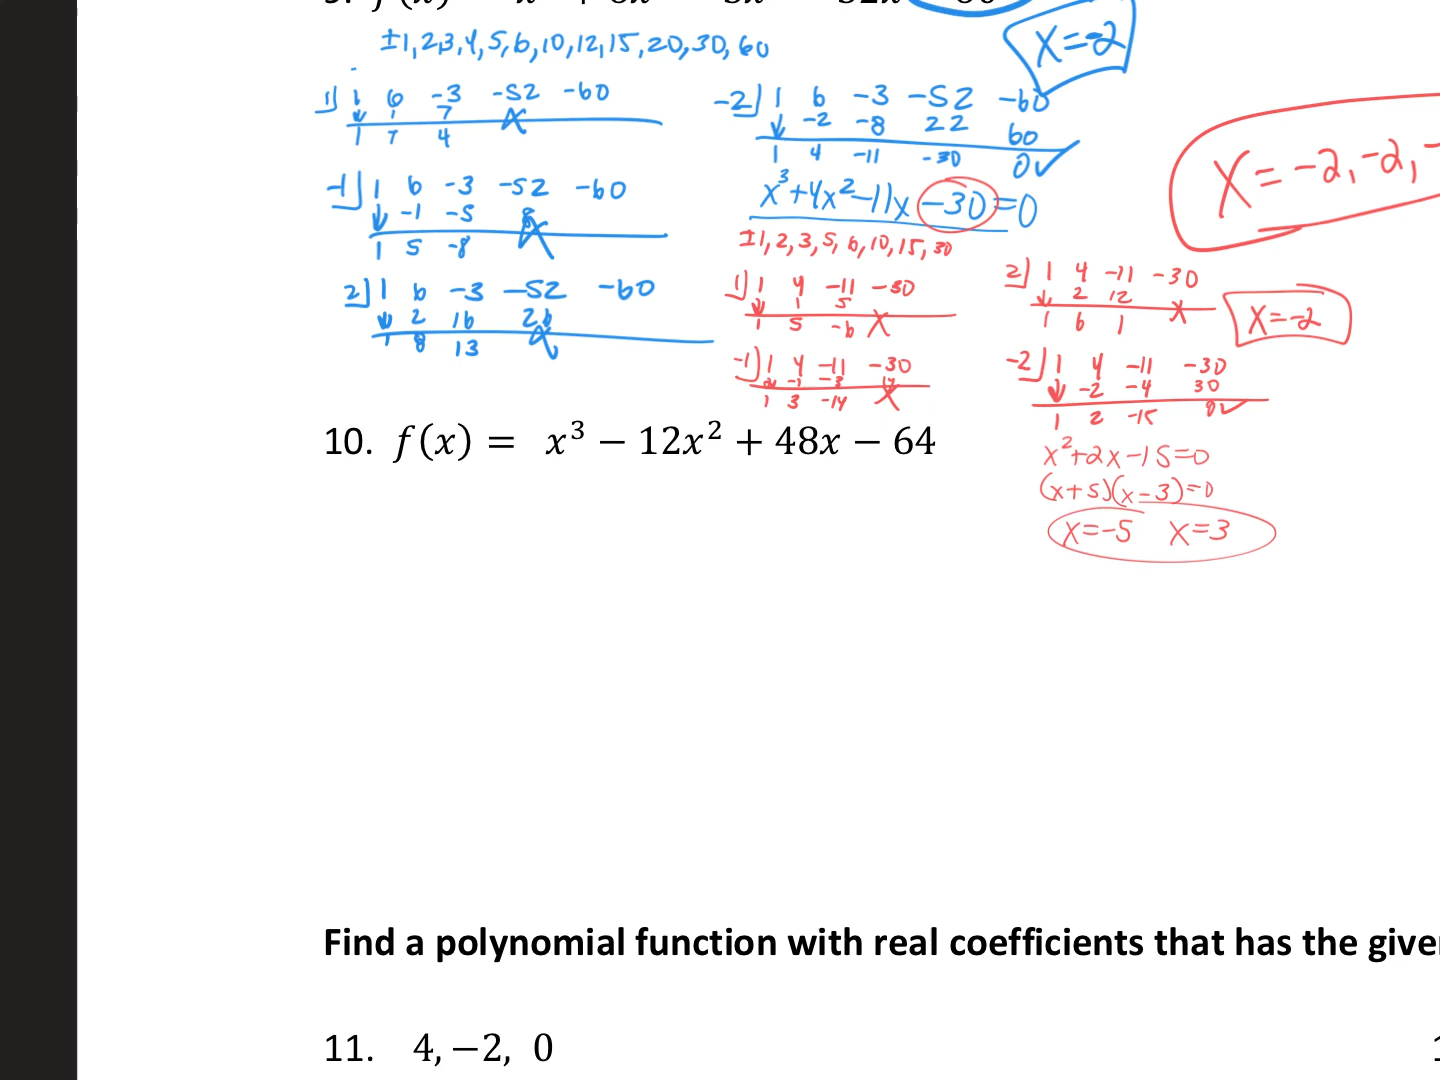 ±1,2,3,4,5,6,10,12,15,20,30,60
x=-2
1) 1 6 -3 -52 -60
1 7
1 7 4
-1) 1 6 -3 -52 -60
-1 -5 8
1 5 -8
2) 1 6 -3 -52 -60
2 16 26
1 8 13
-2) 1 6 -3 -52 -60
-2 -8 22 60
1 4 -11 -30 0✓
x³+4x²-11x-30=0
±1,2,3,5,6,10,15,30
1) 1 4 -11 -30
1 5
1 5 -6 X
-1) 1 4 -11 -30
-1 -3 14
1 3 -14 X
x=-2,-2,
2) 1 4 -11 -30
2 12
1 6 1 X
x=-2
-2) 1 4 -11 -30
-2 -4 30
1 2 -15 0✓
x²+2x-15=0
(x+5)(x-3)=0
x=-5 x=3
10. f(x) = x³ − 12x² + 48x − 64
Find a polynomial function with real coefficients that has the
11. 4, −2, 0